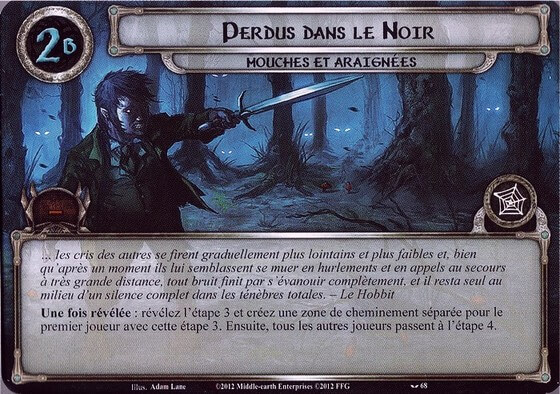 2B
PERDUS DANS LE NOIR
MOUCHES ET ARAIGNÉES
... les cris des autres se firent graduellement plus lointains et plus faibles et, bien
qu'après un moment ils lui semblassent se muer en hurlements et en appels au secours
à très grande distance, tout bruit finit par s'évanouir complètement, et il resta seul au
milieu d'un silence complet dans les ténèbres totales. – Le Hobbit
Une fois révélée : révélez l'étape 3 et créez une zone de cheminement séparée pour le
premier joueur avec cette étape 3. Ensuite, tous les autres joueurs passent à l'étape 4.
Illus. Adam Lane ©2012 Middle-earth Enterprises ©2012 FFG 68